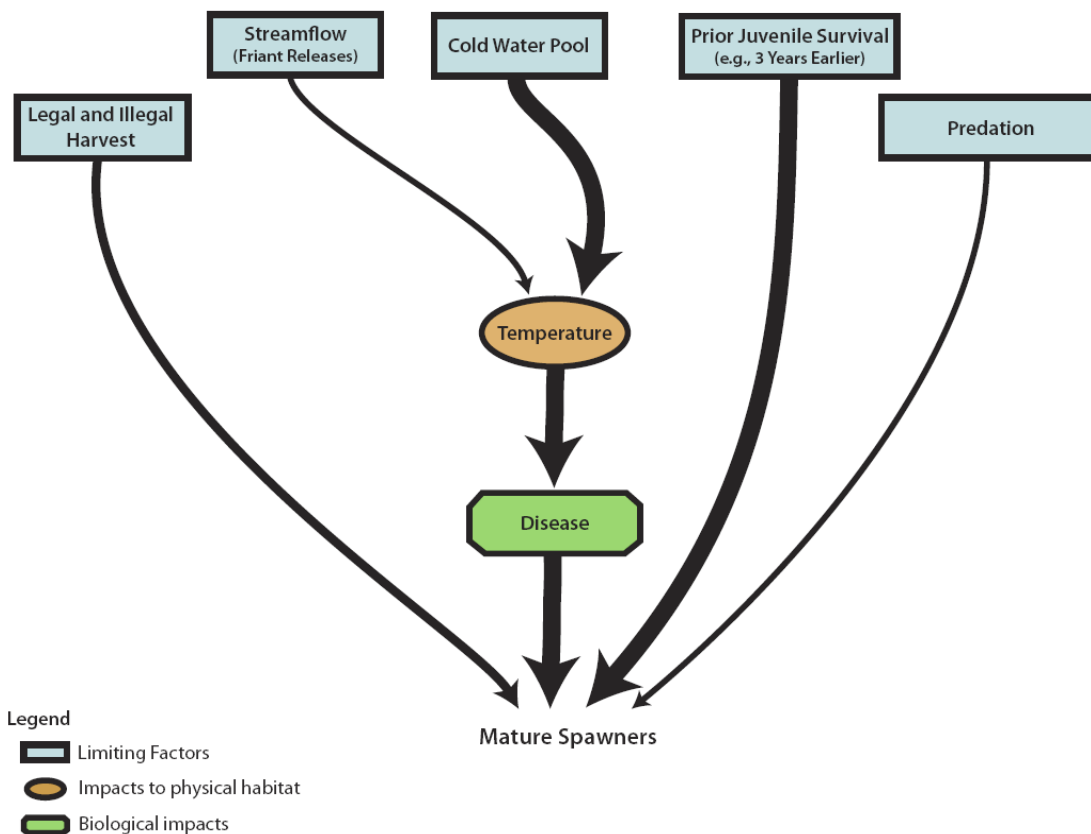 Streamflow
(Friant Releases)
Cold Water Pool
Prior Juvenile Survival
(e.g., 3 Years Earlier)
Legal and Illegal
Harvest
Predation
Temperature
Disease
Mature Spawners
Legend
Limiting Factors
Impacts to physical habitat
Biological impacts